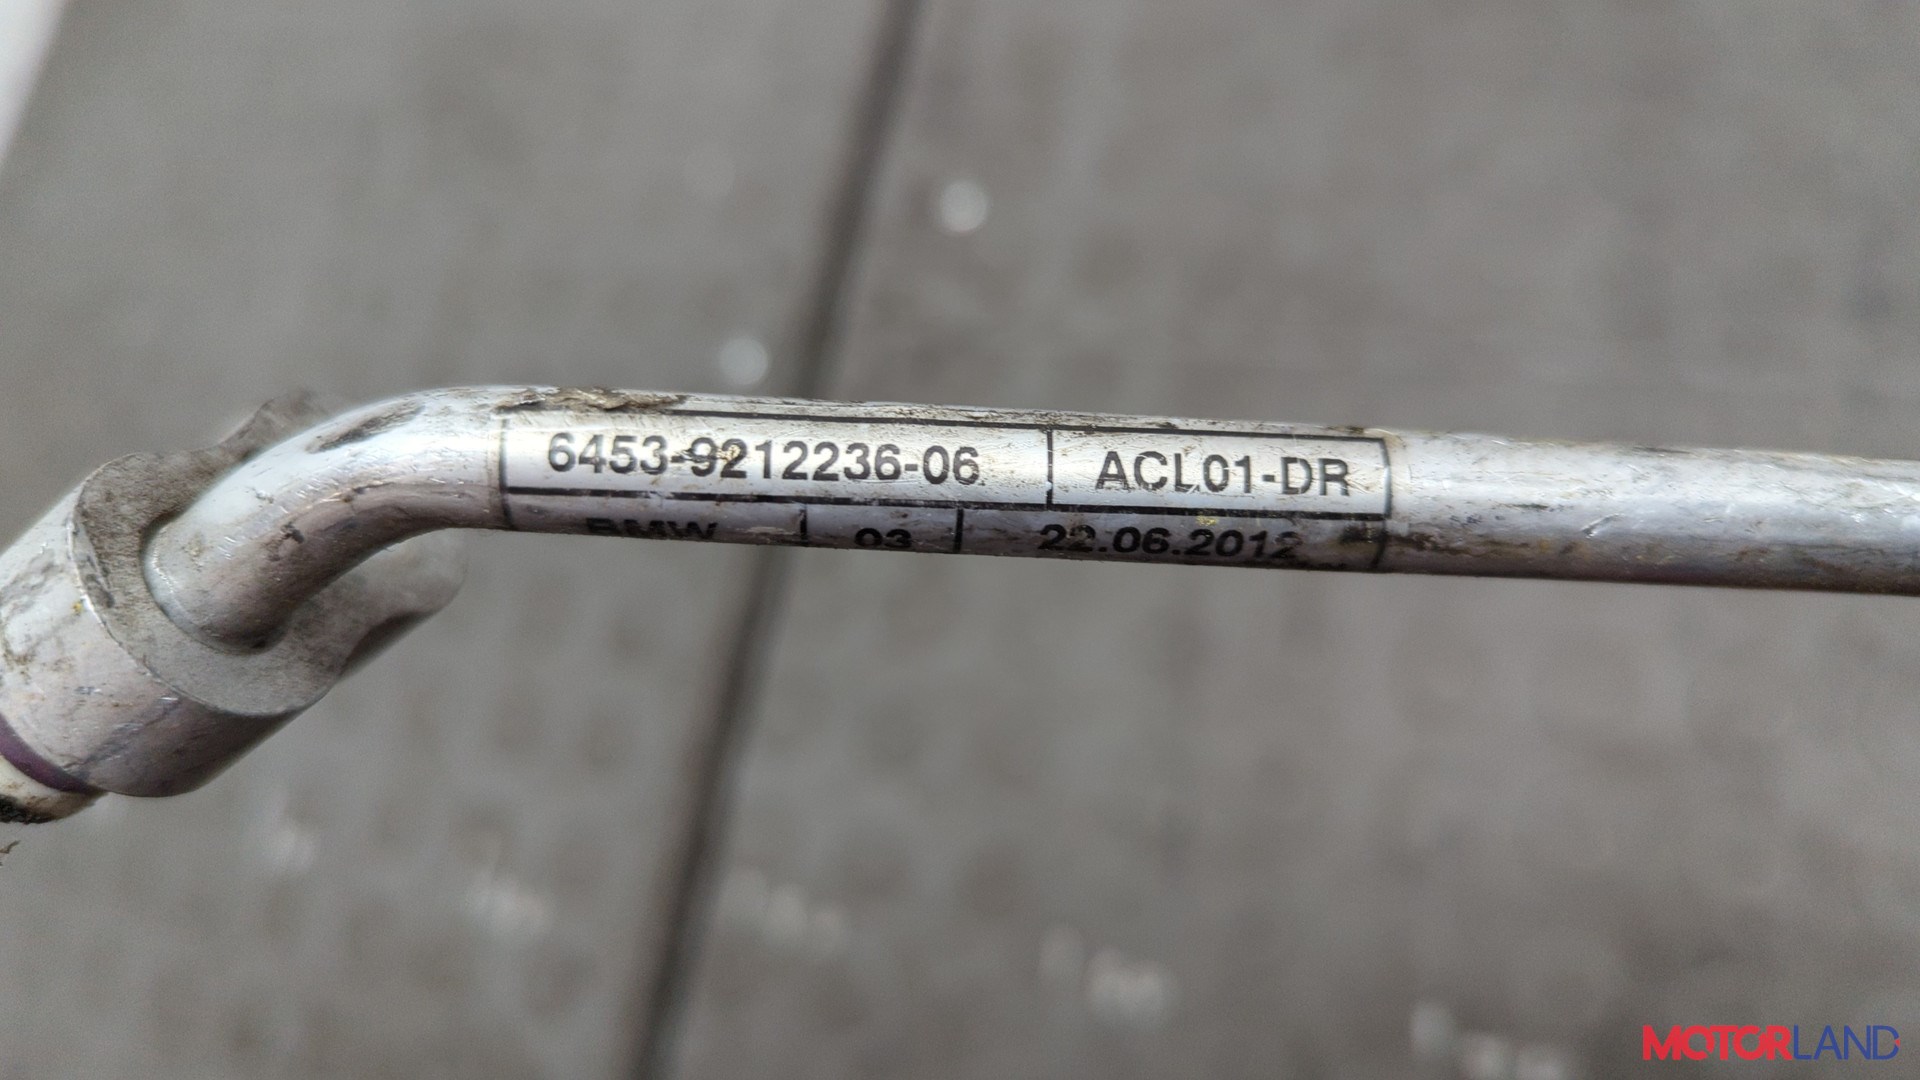 6453-9212236-06 ACL01-DR
BMW 03 22.06.2012
MOTORLAND